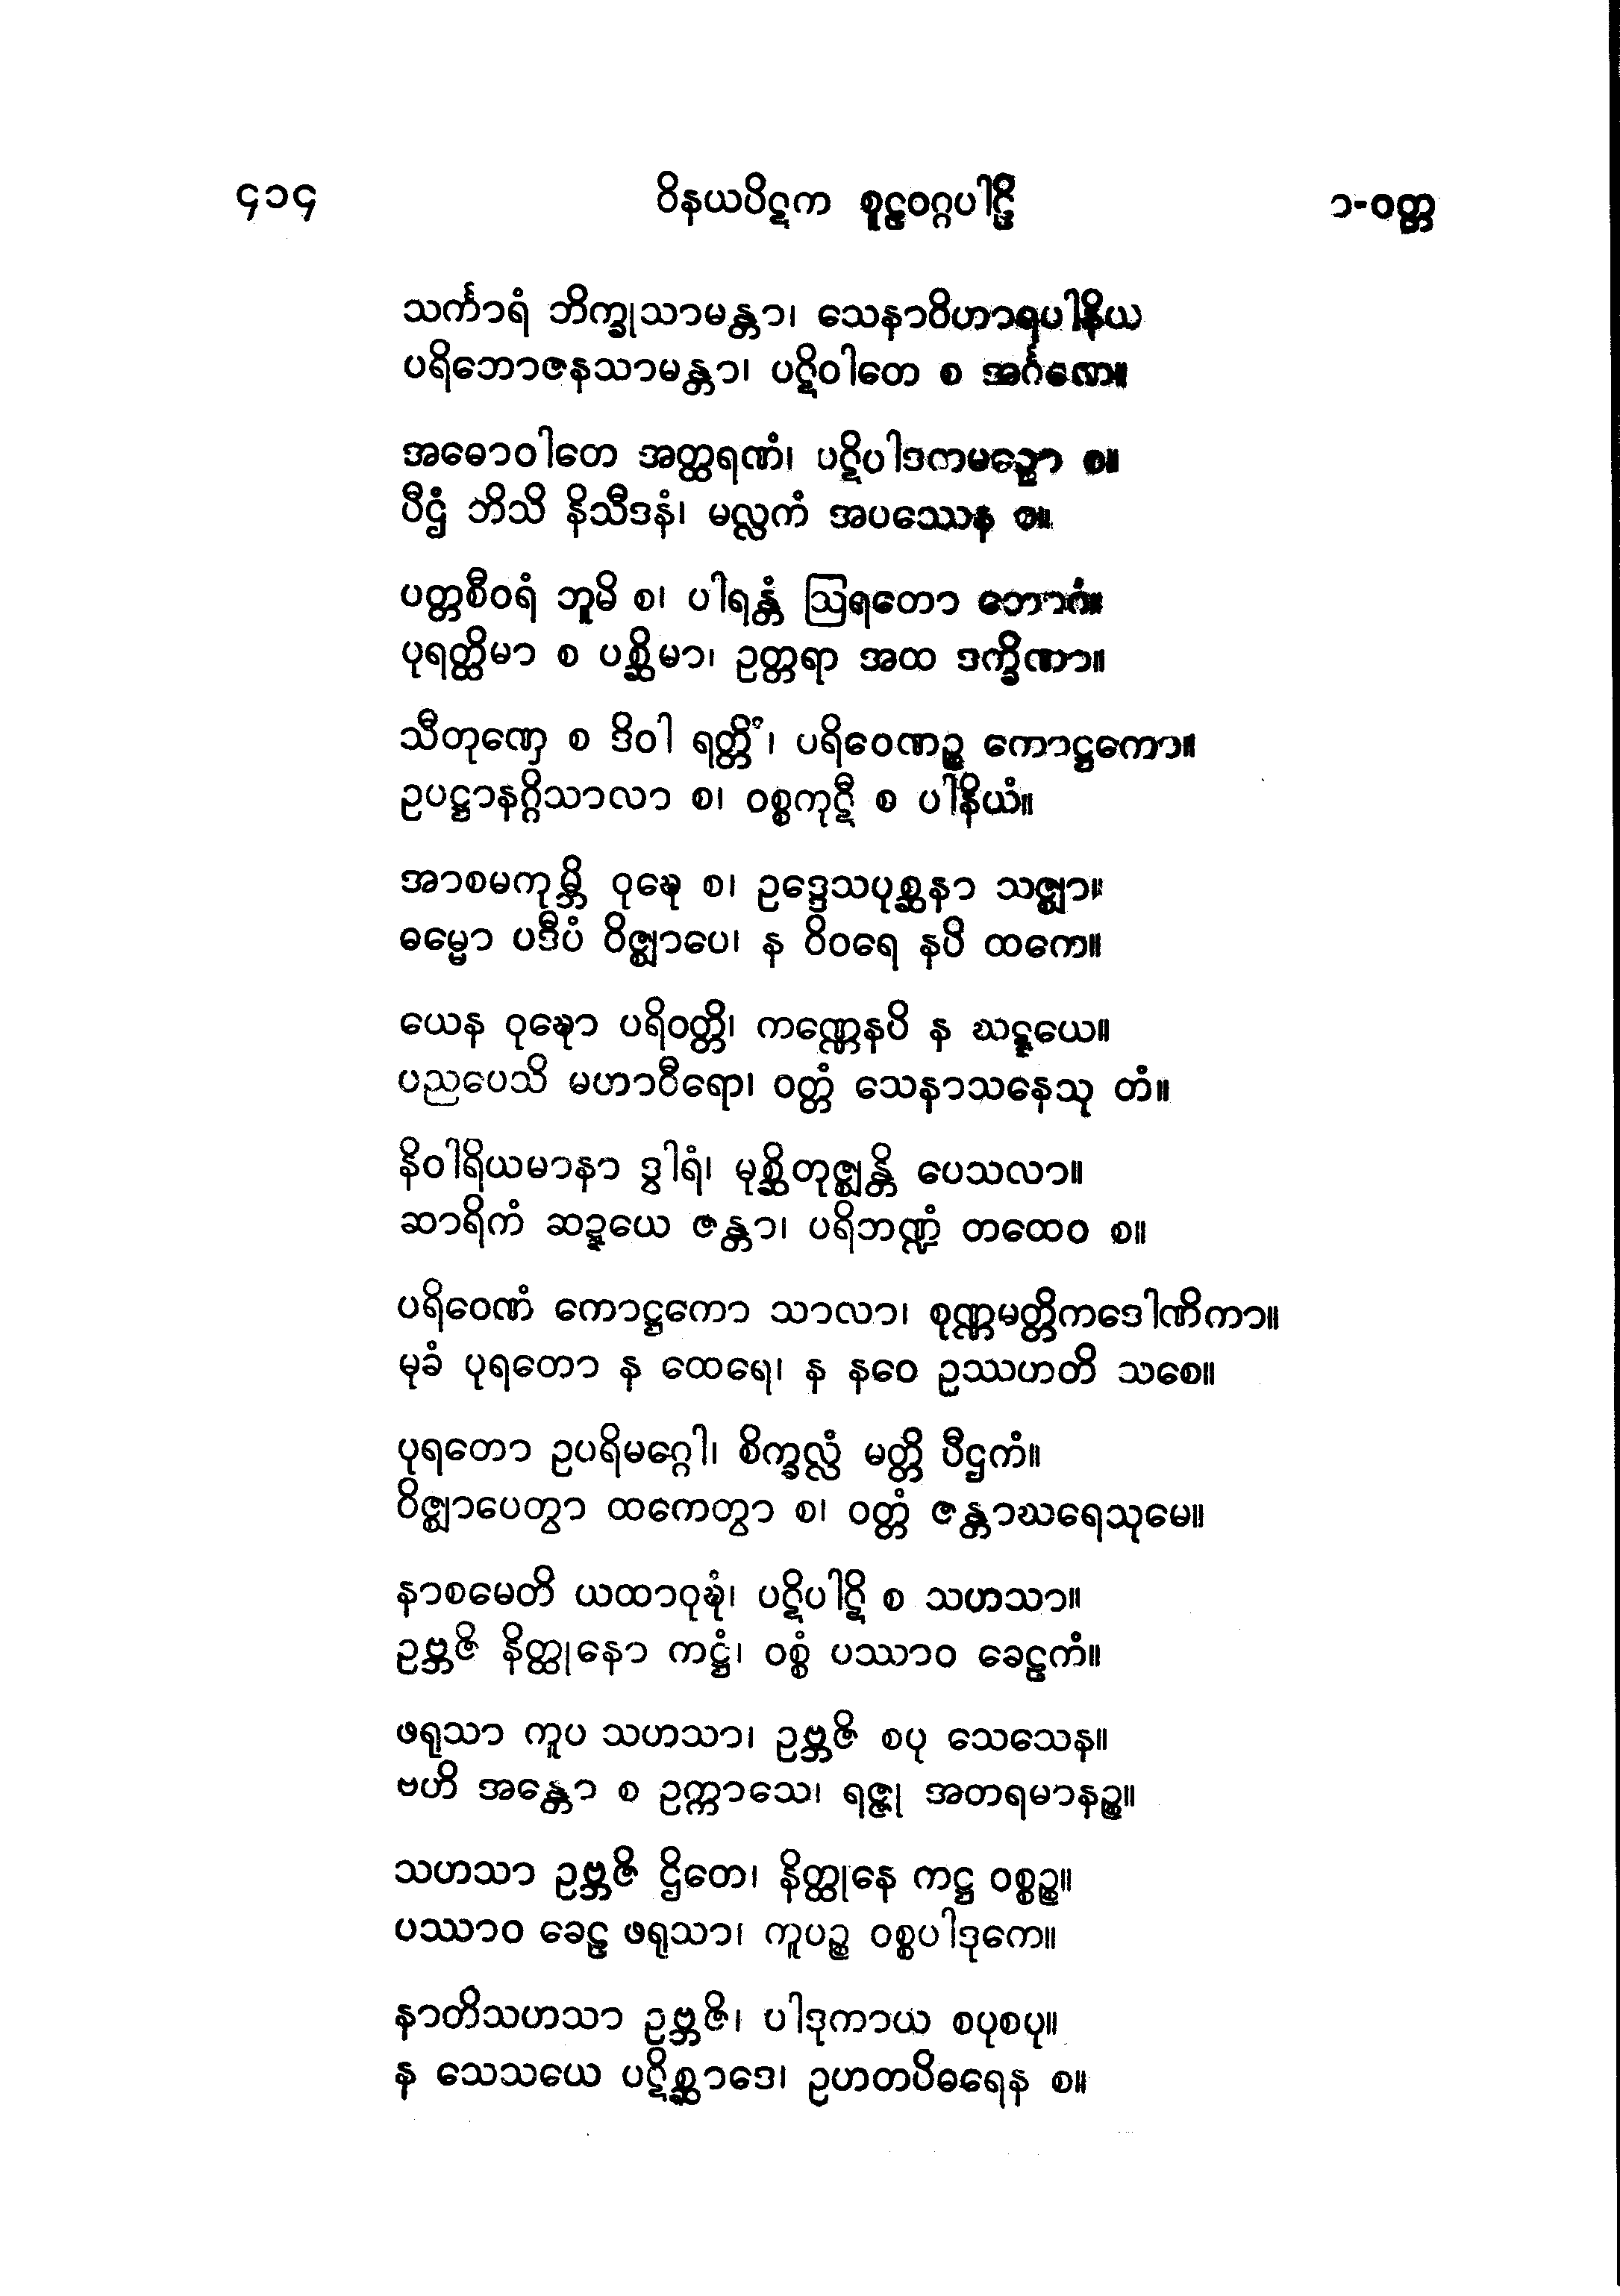 ၄၁၄ ဝိနယပိဋက စူဠဝဂ္ဂပါဠိ ၁-ဝတ္တ
သင်္ကာရံ ဘိက္ခုသာမန္တာ၊ သေနာဝိဟာရပါနိယ
ပရိဘောဇနသာမန္တာ၊ ပဋိဝါတေ စ အင်္ဂဏေ။
အဓောဝါတေ အတ္ထရဏံ၊ ပဋိပါဒကမဉ္စော စ။
ပီဌံ ဘိသိ နိသီဒနံ၊ မလ္လကံ အပဿေန စ။
ပတ္တစီဝရံ ဘူမိ စ၊ ပါရန္တံ ဩရတော ဘောဂံ။
ပုရတ္ထိမာ စ ပစ္ဆိမာ၊ ဥတ္တရာ အထ ဒက္ခိဏာ။
သီတုဏှေ စ ဒိဝါ ရတ္တိံ၊ ပရိဝေဏဉ္စ ကောဋ္ဌကော။
ဥပဋ္ဌာနဂ္ဂိသာလာ စ၊ ဝစ္စကုဋီ စ ပါနိယံ။
အာစမကုမ္ဘိ ဝုဍ္ဎေ စ၊ ဥဒ္ဒေသပုစ္ဆနာ သဇ္ဈာ။
ဓမ္မော ပဒီပံ ဝိဇ္ဈာပေ၊ န ဝိဝရေ နပိ ထကေ။
ယေန ဝုဍ္ဎော ပရိဝတ္တိ၊ ကဏ္ဏေနပိ န ဃဋ္ဋယေ။
ပညပေသိ မဟာဝီရော၊ ဝတ္တံ သေနာသနေသု တံ။
နိဝါရိယမာနာ ဒွါရံ၊ မုစ္ဆိတုဇ္ဈန္တိ ပေသလာ။
ဆာရိကံ ဆဍ္ဍယေ ဇန္တာ၊ ပရိဘဏ္ဍံ တထေဝ စ။
ပရိဝေဏံ ကောဋ္ဌကော သာလာ၊ စုဏ္ဏမတ္တိကဒေါဏိကာ။
မုခံ ပုရတော န ထေရေ၊ န နဝေ ဥဿဟတိ သစေ။
ပုရတော ဥပရိမဂ္ဂေါ၊ စိက္ခလ္လံ မတ္တိ ပီဌကံ။
ဝိဇ္ဈာပေတွာ ထကေတွာ စ၊ ဝတ္တံ ဇန္တာဃရေသုမေ။
နာစမေတိ ယထာဝုဍ္ဎံ၊ ပဋိပါဋိ စ သဟသာ။
ဥဗ္ဘဇိ နိတ္ထုနော ကဋ္ဌံ၊ ဝစ္စံ ပဿာဝ ခေဠကံ။
ဖရုသာ ကူပ သဟသာ၊ ဥဗ္ဘဇိ စပု သေသေန။
ဗဟိ အန္တော စ ဥက္ကာသေ၊ ရဇ္ဇု အတရမာနဉ္စ။
သဟသာ ဥဗ္ဘဇိ ဌိတေ၊ နိတ္ထုနေ ကဋ္ဌ ဝစ္စဉ္စ။
ပဿာဝ ခေဠ ဖရုသာ၊ ကူပဉ္စ ဝစ္စပါဒုကေ။
နာတိသဟသာ ဥဗ္ဘဇိ၊ ပါဒုကာယ စပုစပု။
န သေသယေ ပဋိစ္ဆာဒေ၊ ဥဟတပိဓရေန စ။